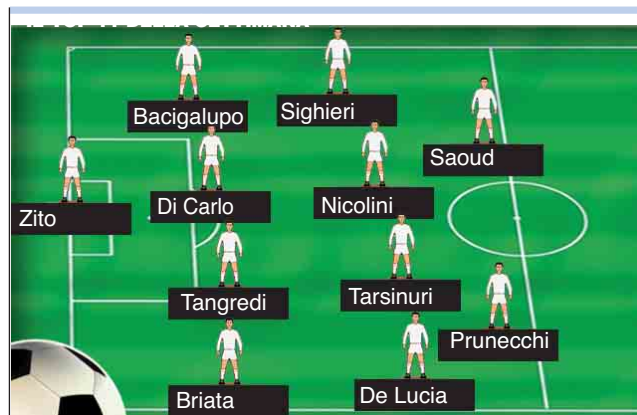 Bacigalupo
Sighieri
Saoud
Zito
Di Carlo
Nicolini
Tangredi
Tarsinuri
Prunecchi
Briata
De Lucia